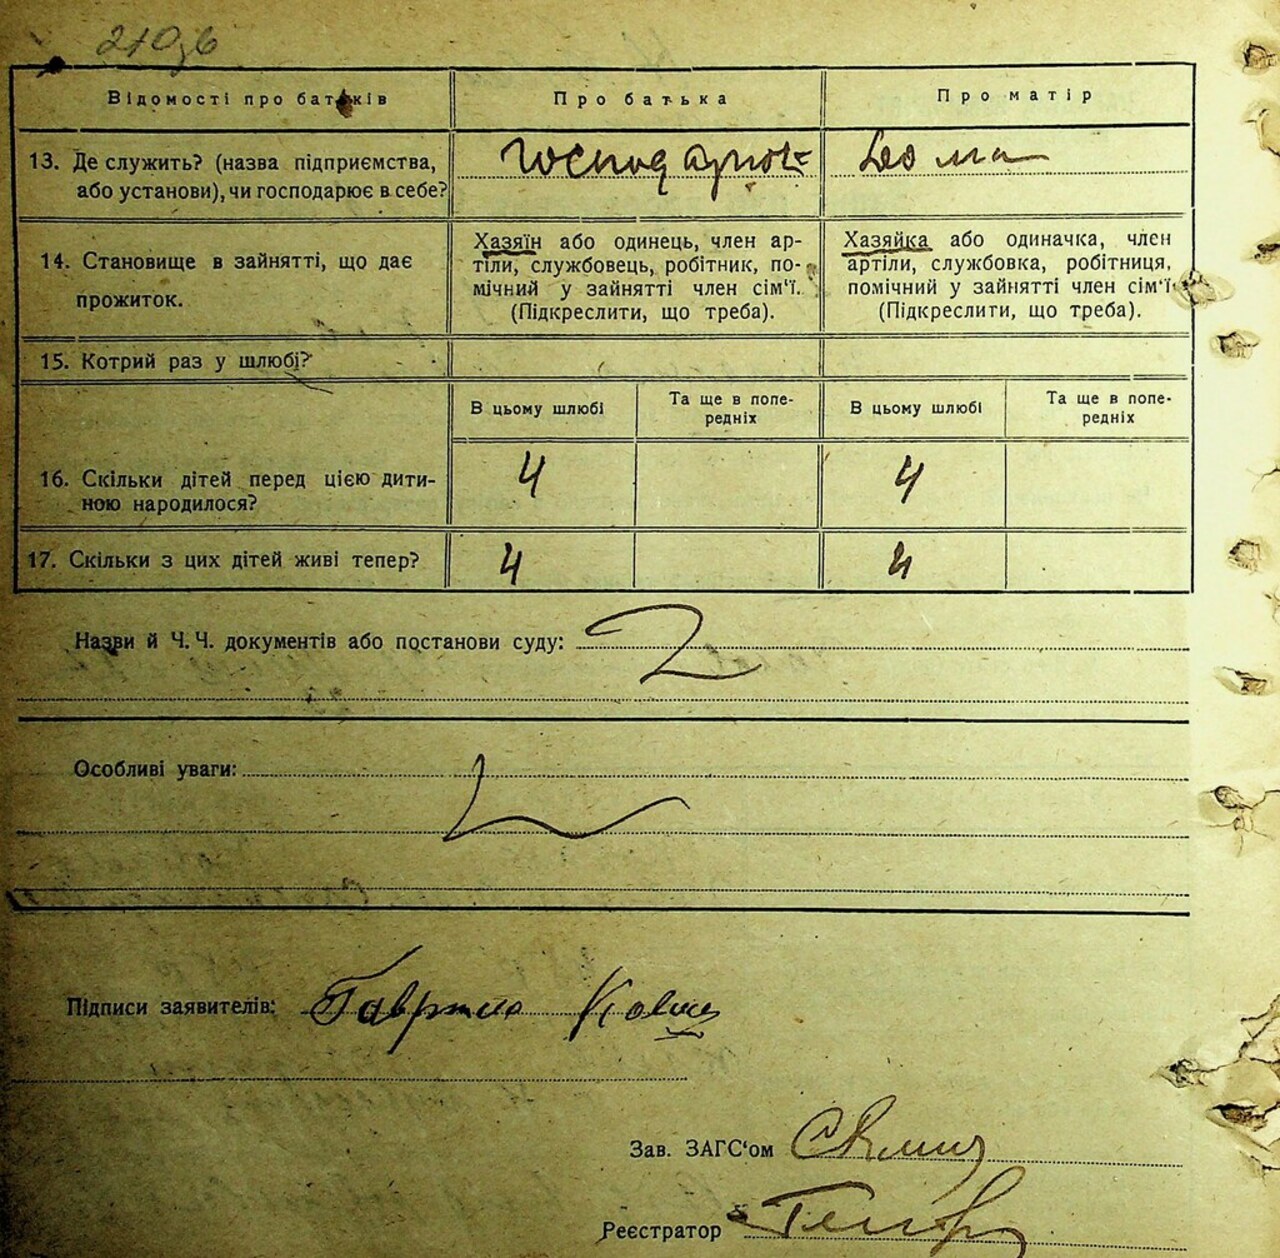 Відомості про батьків Про батька Про матір
13. Де служить? (назва підприємства, або установи), чи господарює в себе? дома
14. Становище в зайнятті, що дає прожиток.
Хазяїн або одинець, член ар-
тіли, службовець, робітник, по-
мічний у зайнятті член сім'ї.
(Підкреслити, що треба).
Хазяйка або одиначка, член
артіли, службовка, робітниця,
помічний у зайнятті член сім'ї
(Підкреслити, що треба).
15. Котрий раз у шлюбі?
В цьому шлюбі Та ще в попе-
редніх В цьому шлюбі Та ще в попе-
редніх
16. Скільки дітей перед цією дити-
ною народилося? 4 4
17. Скільки з цих дітей живі тепер? 4 4
Назви й Ч. Ч. документів або постанови суду:
Особливі уваги:
Підписи заявителів: Гаврило
Зав. ЗАГС'ом
Реєстратор